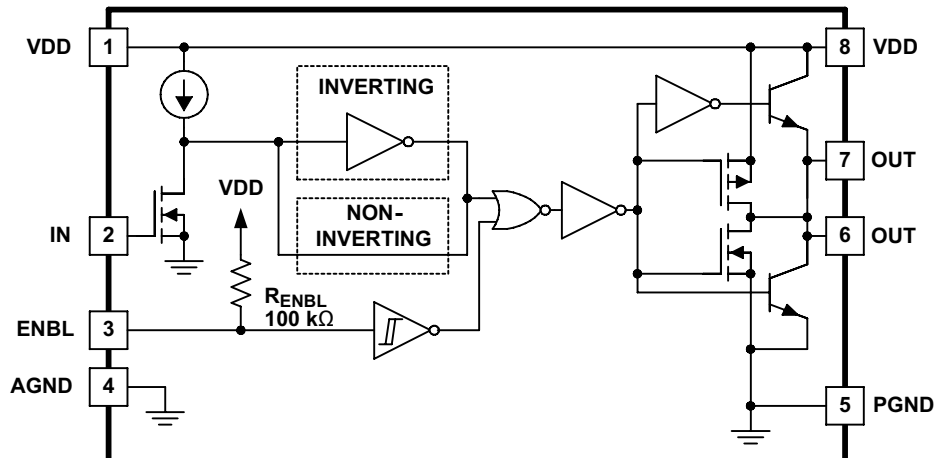 VDD 1
8 VDD
INVERTING
VDD
NON-
INVERTING
7 OUT
IN 2
6 OUT
RENBL
100 kΩ
ENBL 3
AGND 4
5 PGND